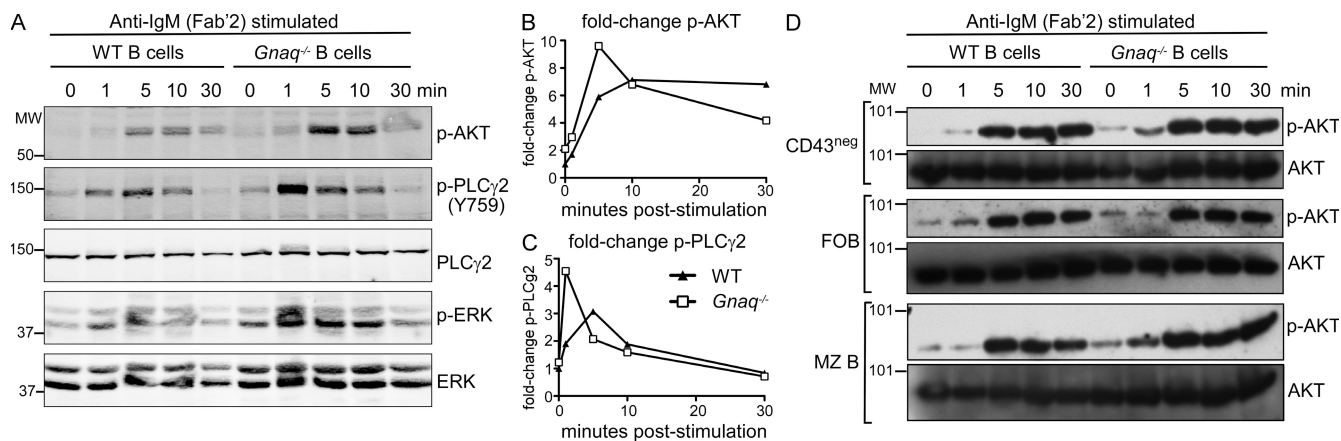 A
Anti-IgM (Fab'2) stimulated
WT B cells
Gnaq-/- B cells
0 1 5 10 30 0 1 5 10 30 min
MW
p-AKT
50
150
p-PLCγ2
(Y759)
150
PLCγ2
p-ERK
37
ERK
37
B
fold-change p-AKT
fold-change p-AKT
10
8
6
4
2
0
0 10 20 30
minutes post-stimulation
C
fold-change p-PLCγ2
fold-change p-PLCg2
5
4
3
2
1
0
WT
Gnaq-/-
0 10 20 30
minutes post-stimulation
D
Anti-IgM (Fab'2) stimulated
WT B cells
Gnaq-/- B cells
MW 0 1 5 10 30 0 1 5 10 30 min
CD43neg
101
p-AKT
101
AKT
FOB
101
p-AKT
101
AKT
MZ B
101
p-AKT
101
AKT